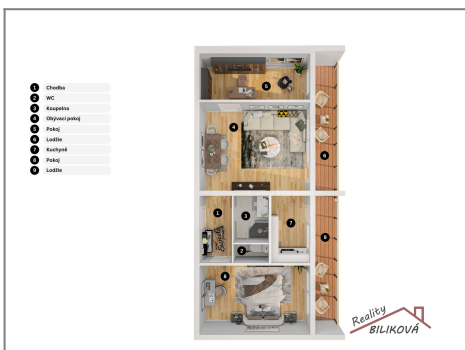 1 Chodba
2 WC
3 Koupelna
4 Obývací pokoj
5 Pokoj
6 Lodžie
7 Kuchyně
8 Pokoj
9 Lodžie
5
4
6
1
3
7
2
9
8
Reality
BILIKOVÁ